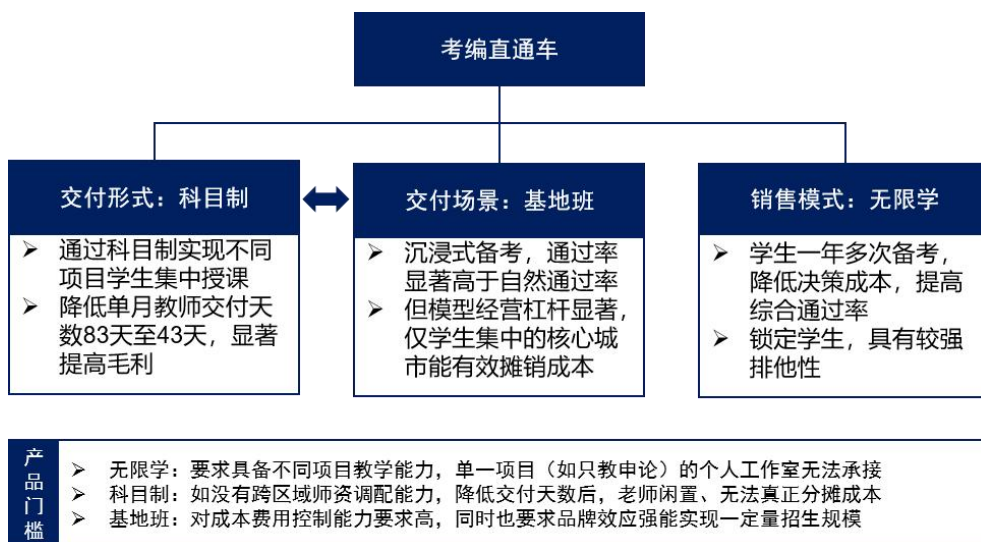 考编直通车
交付形式：科目制
➢ 通过科目制实现不同
项目学生集中授课
➢ 降低单月教师交付天
数83天至43天，显著
提高毛利
交付场景：基地班
➢ 沉浸式备考，通过率
显著高于自然通过率
➢ 但模型经营杠杆显著，
仅学生集中的核心城
市能有效摊销成本
销售模式：无限学
➢ 学生一年多次备考，
降低决策成本，提高
综合通过率
➢ 锁定学生，具有较强
排他性
产品门槛
➢ 无限学：要求具备不同项目教学能力，单一项目（如只教申论）的个人工作室无法承接
➢ 科目制：如没有跨区域师资调配能力，降低交付天数后，老师闲置、无法真正分摊成本
➢ 基地班：对成本费用控制能力要求高，同时也要求品牌效应强能实现一定量招生规模